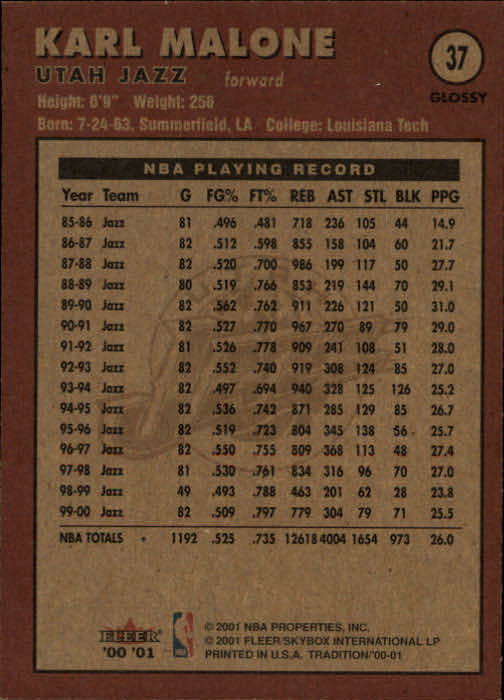 KARL MALONE
37
UTAH JAZZ forward
GLOSSY
Height: 6'9" Weight: 256
Born: 7-24-63, Summerfield, LA College: Louisiana Tech
NBA PLAYING RECORD
Year Team G FG% FT% REB AST STL BLK PPG
85-86 Jazz 81 .496 .481 718 236 105 44 14.9
86-87 Jazz 82 .512 .598 855 158 104 60 21.7
87-88 Jazz 82 .520 .700 986 199 117 50 27.7
88-89 Jazz 80 .519 .766 853 219 144 70 29.1
89-90 Jazz 82 .562 .762 911 226 121 50 31.0
90-91 Jazz 82 .527 .770 967 270 89 79 29.0
91-92 Jazz 81 .526 .778 909 241 108 51 28.0
92-93 Jazz 82 .552 .740 919 308 124 85 27.0
93-94 Jazz 82 .497 .694 940 328 125 126 25.2
94-95 Jazz 82 .536 .742 871 285 129 85 26.7
95-96 Jazz 82 .519 .723 804 345 138 56 25.7
96-97 Jazz 82 .550 .755 809 368 113 48 27.4
97-98 Jazz 81 .530 .761 834 316 96 70 27.0
98-99 Jazz 49 .493 .788 463 201 62 28 23.8
99-00 Jazz 82 .509 .797 779 304 79 71 25.5
NBA TOTALS 1192 .525 .735 12618 4004 1654 973 26.0
FLEER
'00 '01
© 2001 NBA PROPERTIES, INC.
© 2001 FLEER/SKYBOX INTERNATIONAL LP
PRINTED IN U.S.A. TRADITION/'00-01